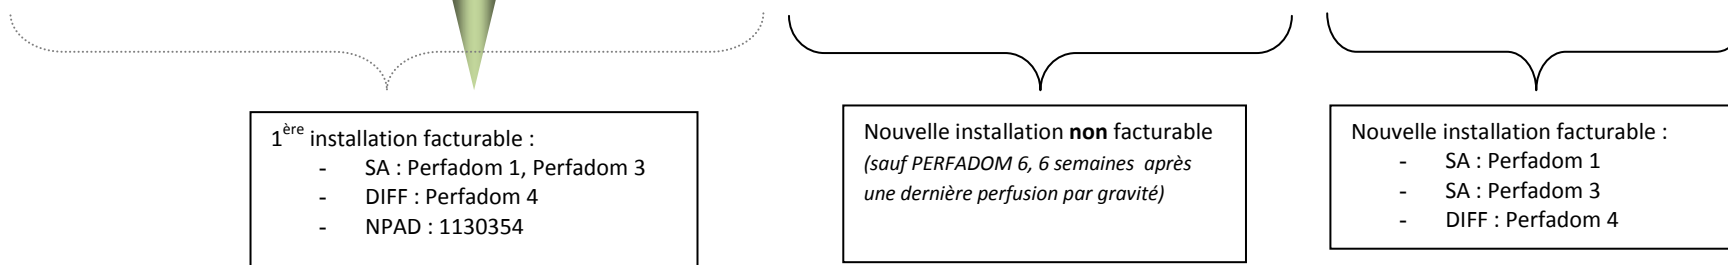 1ère installation facturable :
- SA : Perfadom 1, Perfadom 3
- DIFF : Perfadom 4
- NPAD : 1130354
Nouvelle installation non facturable
(sauf PERFADOM 6, 6 semaines après
une dernière perfusion par gravité)
Nouvelle installation facturable :
- SA : Perfadom 1
- SA : Perfadom 3
- DIFF : Perfadom 4